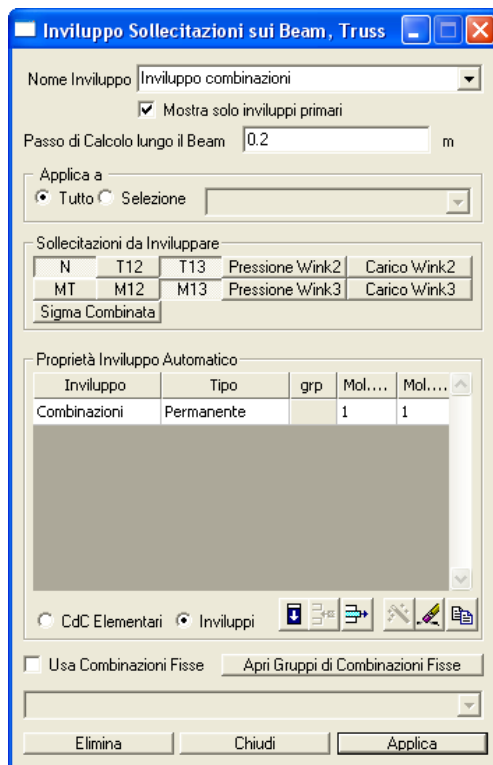 Inviluppo Sollecitazioni sui Beam, Truss
Nome Inviluppo Inviluppo combinazioni
Mostra solo inviluppi primari
Passo di Calcolo lungo il Beam 0.2 m
Applica a
Tutto Selezione
Sollecitazioni da Inviluppare
N T12 T13 Pressione Wink2 Carico Wink2
MT M12 M13 Pressione Wink3 Carico Wink3
Sigma Combinata
Proprietà Inviluppo Automatico
Inviluppo Tipo grp Mol.... Mol....
Combinazioni Permanente 1 1
CdC Elementari Inviluppi
Usa Combinazioni Fisse Apri Gruppi di Combinazioni Fisse
Elimina Chiudi Applica